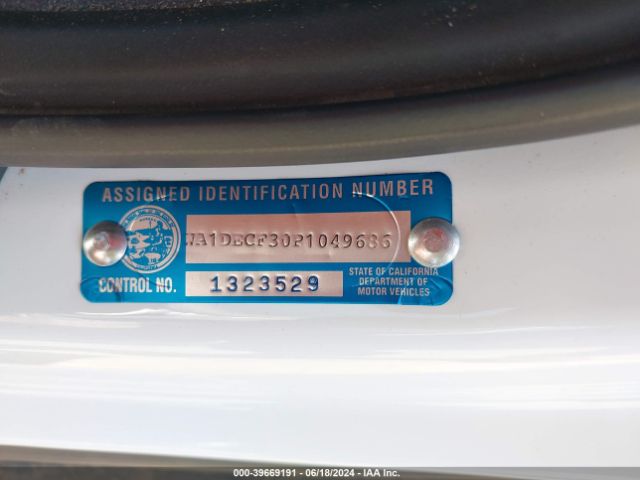 ASSIGNED IDENTIFICATION NUMBER
WA1DBCF30P1049686
CONTROL NO. 1323529
STATE OF CALIFORNIA
DEPARTMENT OF
MOTOR VEHICLES
000-39669191 - 06/18/2024 - IAA Inc.